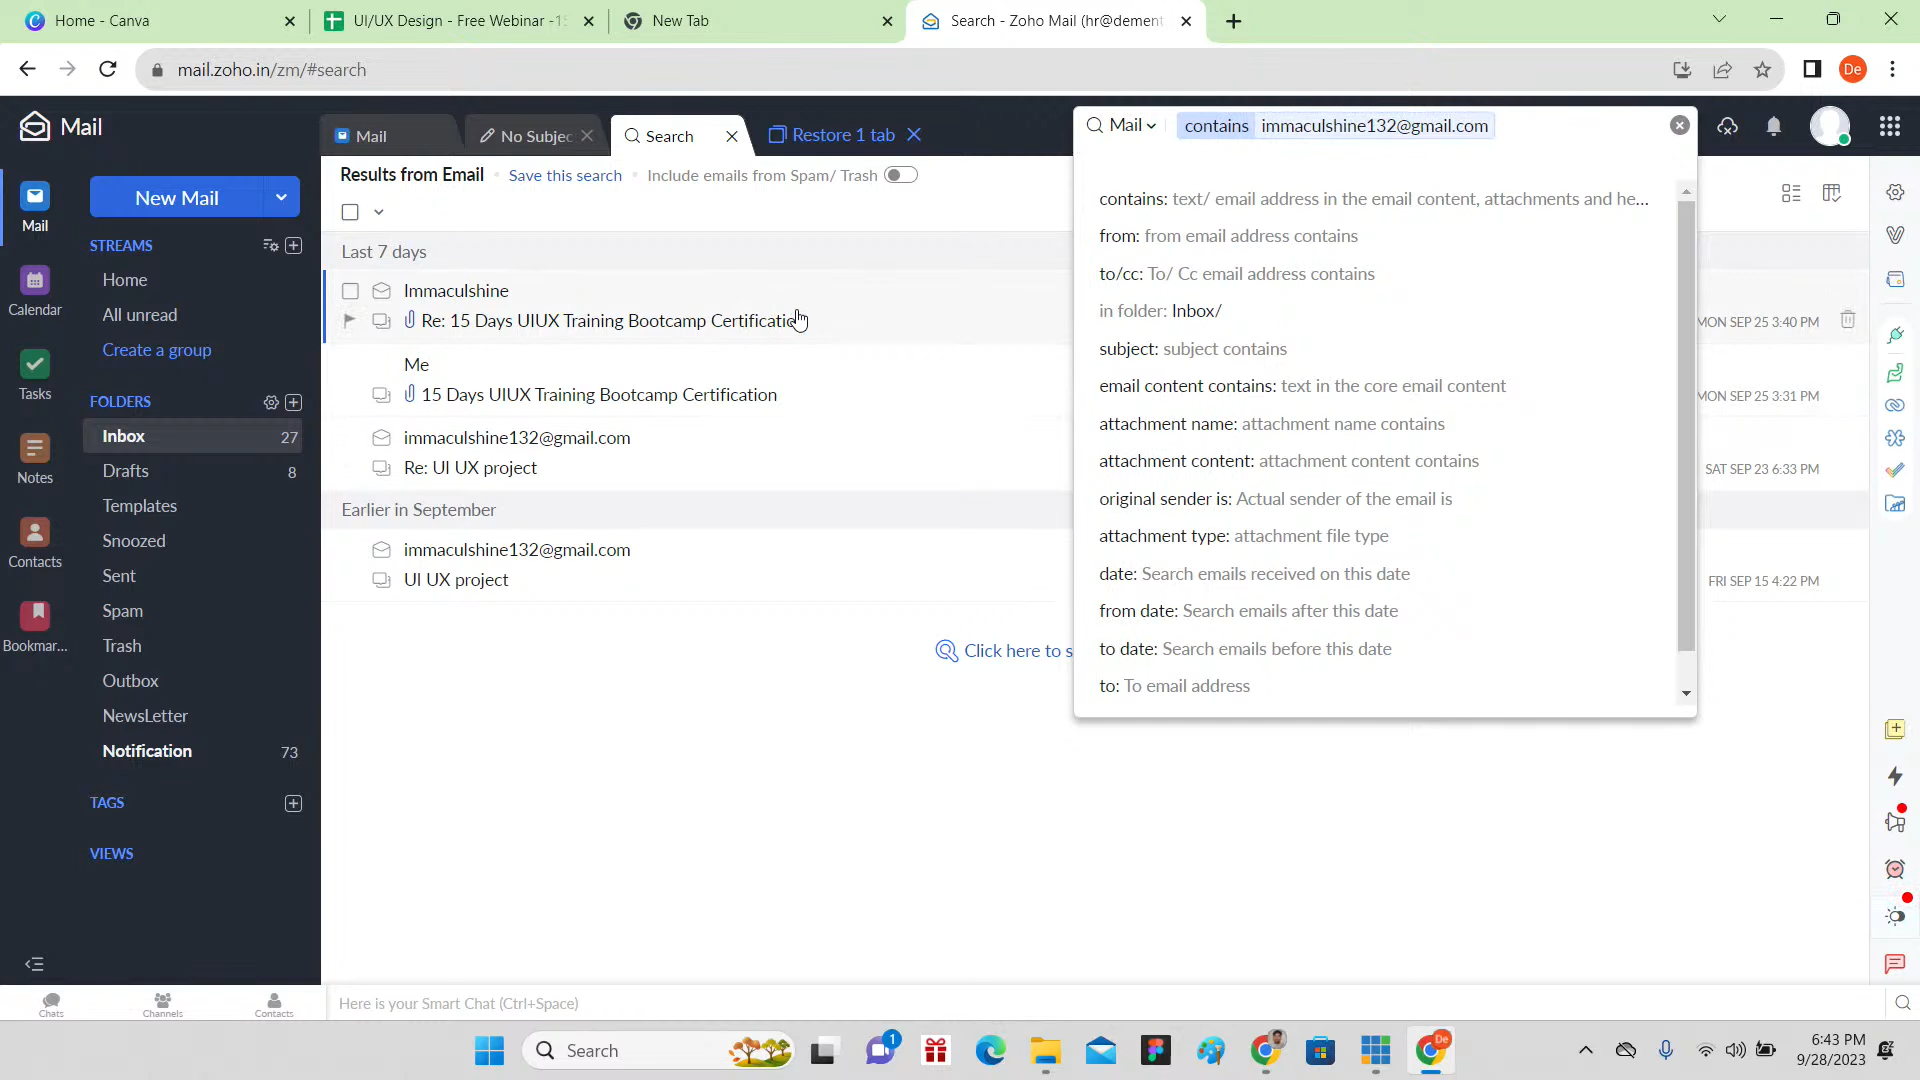 Home - Canva
UI/UX Design - Free Webinar -15
New Tab
Search - Zoho Mail (hr@dement
mail.zoho.in/zm/#search
De
Mail
Mail
No Subjec
Search
Restore 1 tab
Mail
contains immaculshine132@gmail.com
Results from Email
Save this search
Include emails from Spam/ Trash
Mail
Calendar
Tasks
Notes
Contacts
Bookmar...
New Mail
STREAMS
Home
All unread
Create a group
FOLDERS
Inbox 27
Drafts 8
Templates
Snoozed
Sent
Spam
Trash
Outbox
NewsLetter
Notification 73
TAGS
VIEWS
Last 7 days
Immaculshine
Re: 15 Days UIUX Training Bootcamp Certification
MON SEP 25 3:40 PM
Me
15 Days UIUX Training Bootcamp Certification
MON SEP 25 3:31 PM
immaculshine132@gmail.com
Re: UI UX project
SAT SEP 23 6:33 PM
Earlier in September
immaculshine132@gmail.com
UI UX project
FRI SEP 15 4:22 PM
Click here to s
contains: text/ email address in the email content, attachments and he...
from: from email address contains
to/cc: To/ Cc email address contains
in folder: Inbox/
subject: subject contains
email content contains: text in the core email content
attachment name: attachment name contains
attachment content: attachment content contains
original sender is: Actual sender of the email is
attachment type: attachment file type
date: Search emails received on this date
from date: Search emails after this date
to date: Search emails before this date
to: To email address
Chats
Channels
Contacts
Here is your Smart Chat (Ctrl+Space)
Search
1
De
6:43 PM
9/28/2023